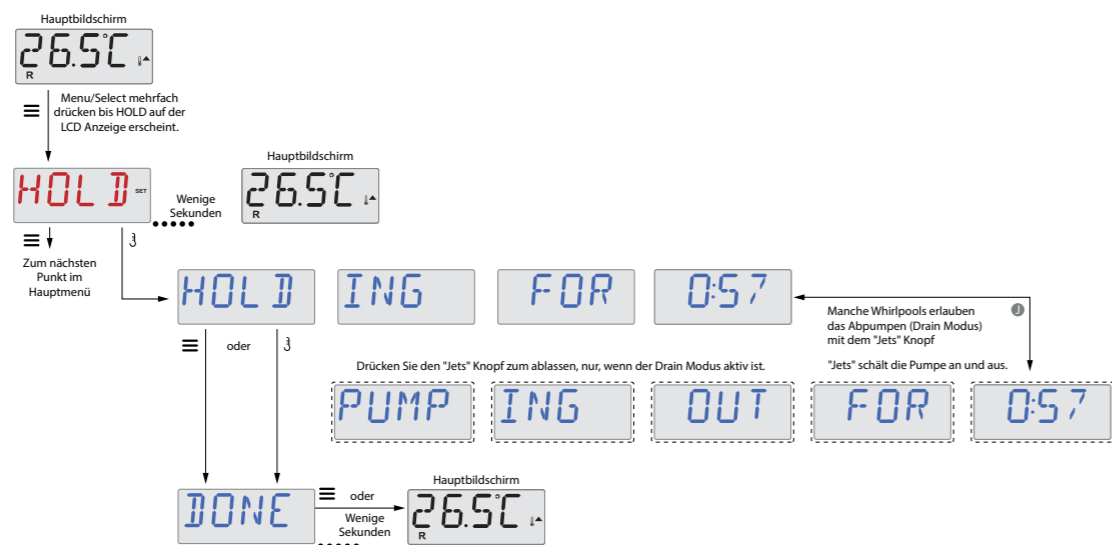 Hauptbildschirm
26.5°C
R
Menu/Select mehrfach
drücken bis HOLD auf der
LCD Anzeige erscheint.
HOLD SET
Wenige
Sekunden
Hauptbildschirm
26.5°C
R
Zum nächsten
Punkt im
Hauptmenü
HOLD ING FOR 0:57
Manche Whirlpools erlauben
das Abpumpen (Drain Modus)
mit dem "Jets" Knopf
J
oder
Drücken Sie den "Jets" Knopf zum ablassen, nur, wenn der Drain Modus aktiv ist.
"Jets" schält die Pumpe an und aus.
PUMP ING OUT FOR 0:57
DONE
oder
Wenige
Sekunden
Hauptbildschirm
26.5°C
R